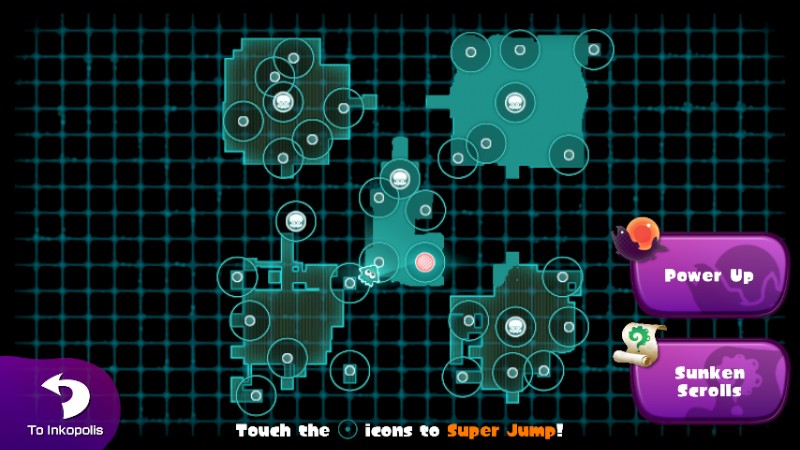 Power Up
Sunken
Scrolls
To Inkopolis
Touch the icons to Super Jump!